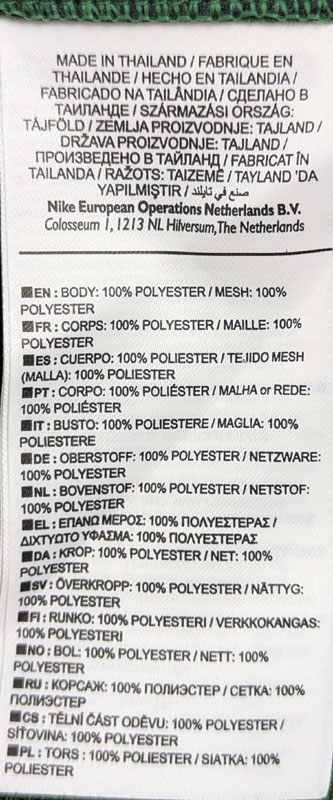 MADE IN THAILAND / FABRIQUE EN
THAILANDE / HECHO EN TAILANDIA /
FABRICADO NA TAILÂNDIA / СДЕЛАНО В
ТАИЛАНДЕ / SZÁRMAZÁSI ORSZÁG:
TÁJFÖLD / ZEMLJA PROIZVODNJE: TAJLAND /
DRŽAVA PROIZVODNJE: TAJLAND /
ПРОИЗВЕДЕНО В ТАЙЛАНД / FABRICAT ÎN
TAILANDA / RAŽOTS: TAIZEMĒ / TAYLAND 'DA
YAPILMIŞTIR / صنع في تايلند
Nike European Operations Netherlands B.V.
Colosseum 1, 1213 NL Hilversum, The Netherlands
EN : BODY: 100% POLYESTER / MESH: 100%
POLYESTER
FR : CORPS: 100% POLYESTER / MAILLE: 100%
POLYESTER
ES : CUERPO: 100% POLIESTER / TEJIDO MESH
(MALLA): 100% POLIESTER
PT : CORPO: 100% POLIÉSTER / MALHA or REDE:
100% POLIÉSTER
IT : BUSTO: 100% POLIESTERE / MAGLIA: 100%
POLIESTERE
DE : OBERSTOFF: 100% POLYESTER / NETZWARE:
100% POLYESTER
NL : BOVENSTOF: 100% POLYESTER / NETSTOF:
100% POLYESTER
EL : ΕΠΑΝΩ ΜΕΡΟΣ: 100% ΠΟΛΥΕΣΤΕΡΑΣ /
ΔΙΧΤΥΩΤΟ ΥΦΑΣΜΑ: 100% ΠΟΛΥΕΣΤΕΡΑΣ
DA : KROP: 100% POLYESTER / NET: 100%
POLYESTER
SV : ÖVERKROPP: 100% POLYESTER / NÄTTYG:
100% POLYESTER
FI : RUNKO: 100% POLYESTERI / VERKKOKANGAS:
100% POLYESTERI
NO : BOL: 100% POLYESTER / NETT: 100%
POLYESTER
RU : КОРСАЖ: 100% ПОЛИЭСТЕР / СЕТКА: 100%
ПОЛИЭСТЕР
CS : TĚLNÍ ČÁST ODĚVU: 100% POLYESTER /
SÍŤOVINA: 100% POLYESTER
PL : TORS : 100% POLIESTER / SIATKA: 100%
POLIESTER